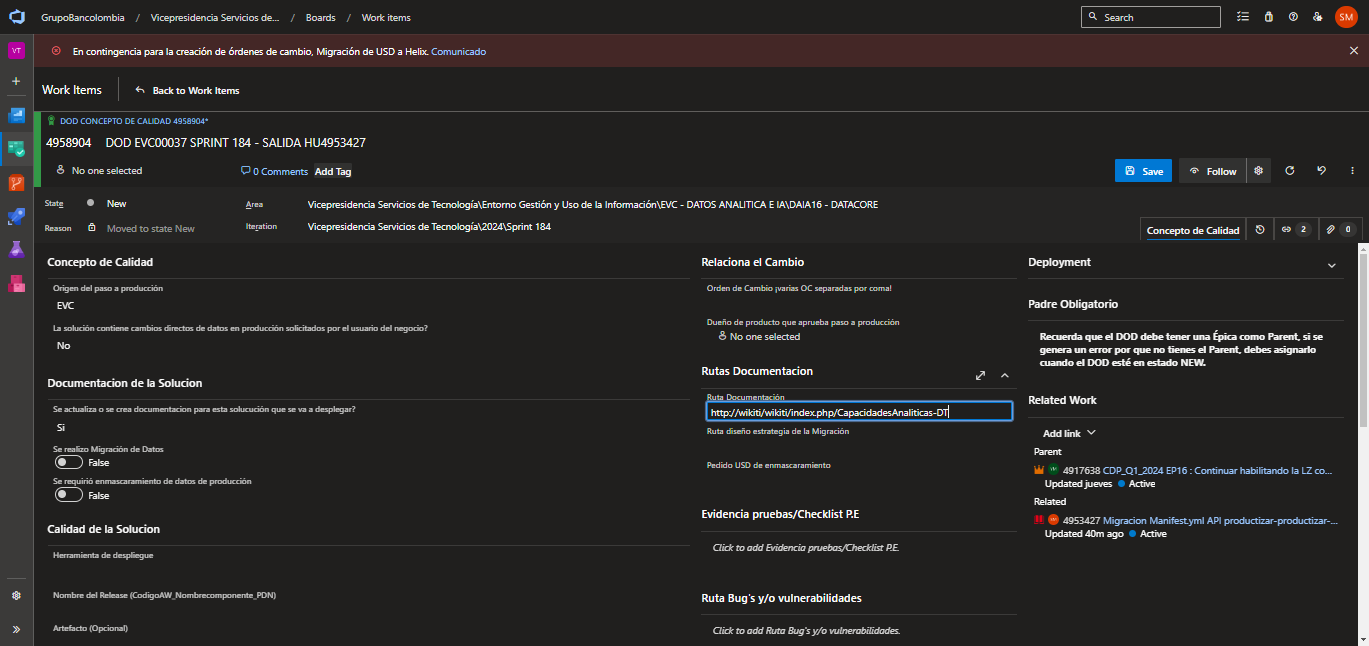 GrupoBancolombia / Vicepresidencia Servicios de... / Boards / Work items
Search
SM
VT
En contingencia para la creación de órdenes de cambio, Migración de USD a Helix. Comunicado
Work Items
Back to Work Items
DOD CONCEPTO DE CALIDAD 4958904*
4958904 DOD EVC00037 SPRINT 184 - SALIDA HU4953427
No one selected
0 Comments
Add Tag
Save
Follow
State
New
Area
Vicepresidencia Servicios de Tecnología\Entorno Gestión y Uso de la Información\EVC - DATOS ANALITICA E IA\DAIA16 - DATACORE
Reason
Moved to state New
Iteration
Vicepresidencia Servicios de Tecnología\2024\Sprint 184
Concepto de Calidad
2
0
Concepto de Calidad
Origen del paso a producción
EVC
La solución contiene cambios directos de datos en producción solicitados por el usuario del negocio?
No
Documentacion de la Solucion
Se actualiza o se crea documentacion para esta solucución que se va a desplegar?
Si
Se realizo Migración de Datos
False
Se requirió enmascaramiento de datos de producción
False
Calidad de la Solucion
Herramienta de despliegue
Nombre del Release (CodigoAW_Nombrecomponente_PDN)
Artefacto (Opcional)
Relaciona el Cambio
Orden de Cambio ¡varias OC separadas por coma!
Dueño de producto que aprueba paso a producción
No one selected
Rutas Documentacion
Ruta Documentación
http://wikiti/wikiti/index.php/CapacidadesAnaliticas-DT
Ruta diseño estrategia de la Migración
Pedido USD de enmascaramiento
Evidencia pruebas/Checklist P.E
Click to add Evidencia pruebas/Checklist P.E.
Ruta Bug's y/o vulnerabilidades
Click to add Ruta Bug's y/o vulnerabilidades.
Deployment
Padre Obligatorio
Recuerda que el DOD debe tener una Épica como Parent, si se
genera un error por que no tienes el Parent, debes asignarlo
cuando el DOD esté en estado NEW.
Related Work
Add link
Parent
4917638 CDP_Q1_2024 EP16 : Continuar habilitando la LZ co...
Updated jueves
Active
Related
4953427 Migracion Manifest.yml API productizar-productizar-...
Updated 40m ago
Active